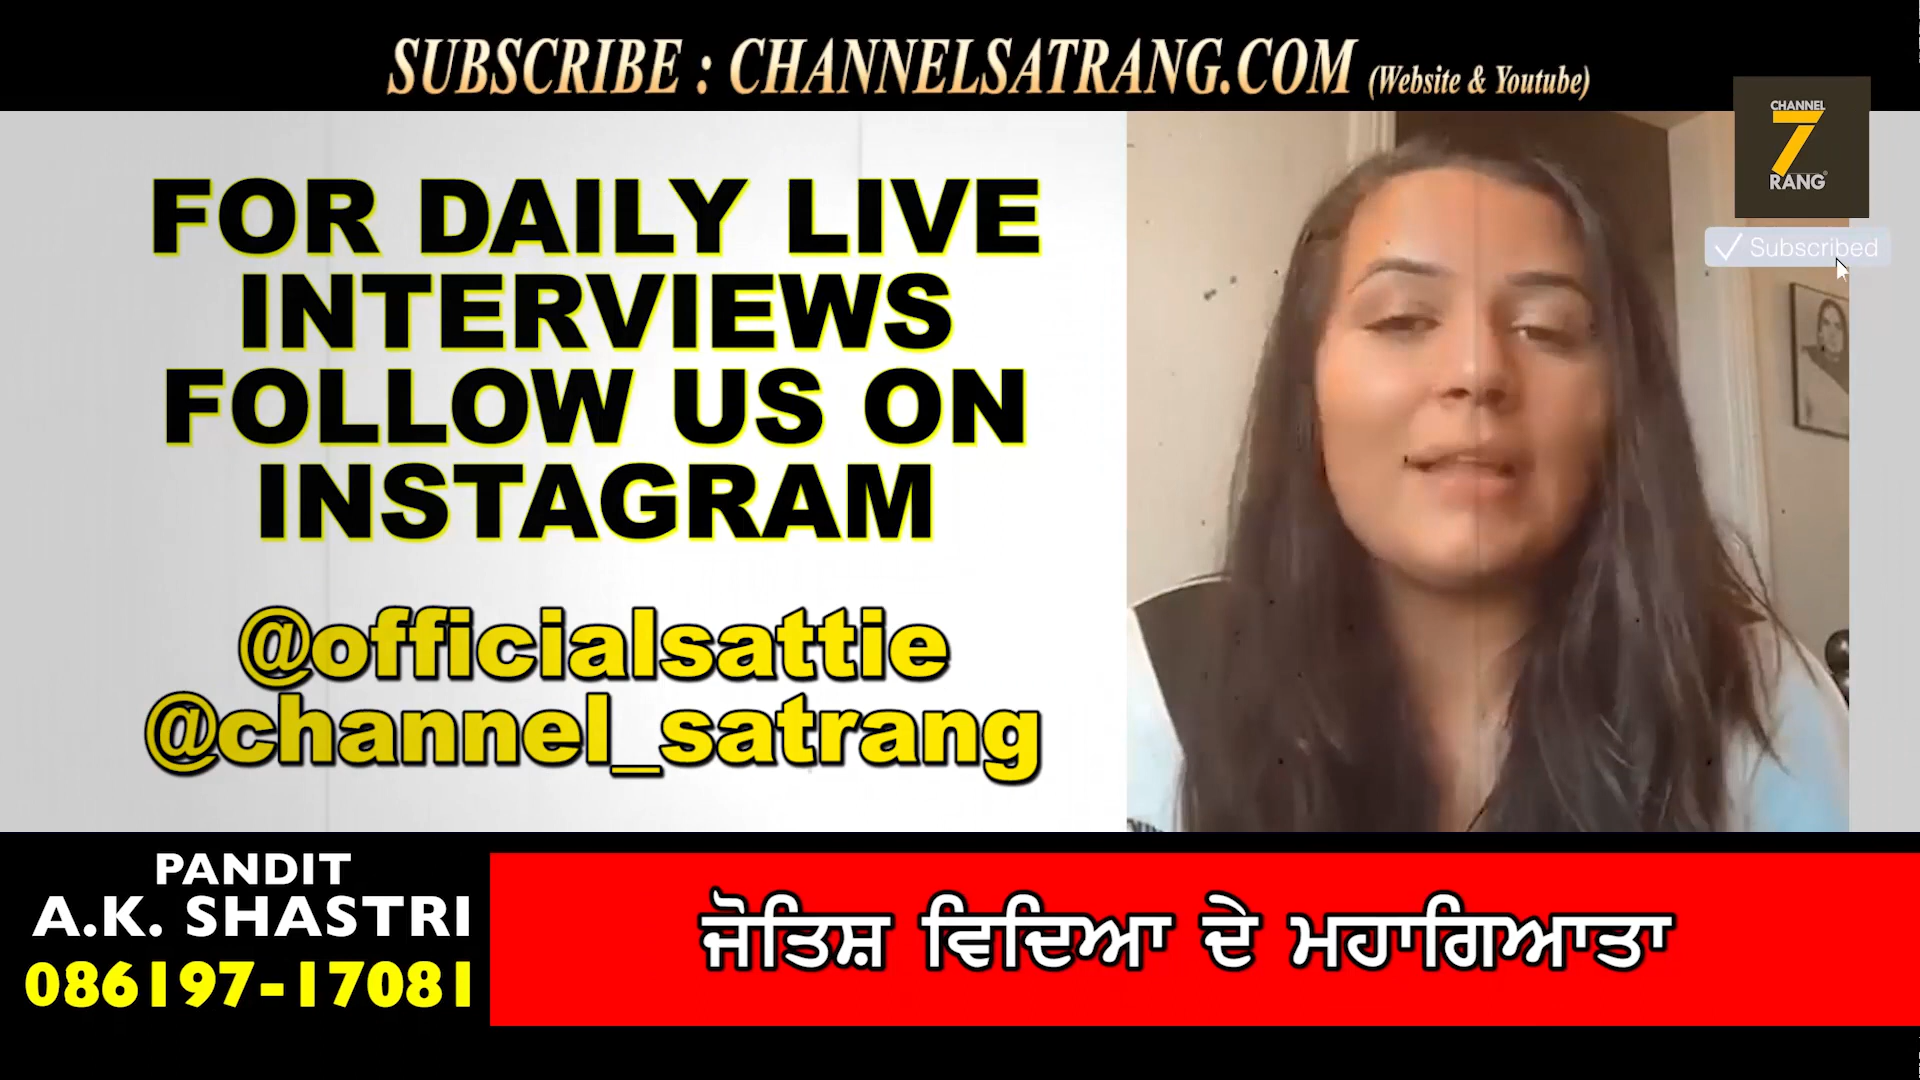 SUBSCRIBE : CHANNELSATRANG.COM (Website & Youtube)
CHANNEL
7
RANG
Subscribed
FOR DAILY LIVE
INTERVIEWS
FOLLOW US ON
INSTAGRAM
@officialsattie
@channel_satrang
PANDIT
A.K. SHASTRI
086197-17081
ਜੋਤਿਸ਼ ਵਿਦਿਆ ਦੇ ਮਹਾਗਿਆਤਾ